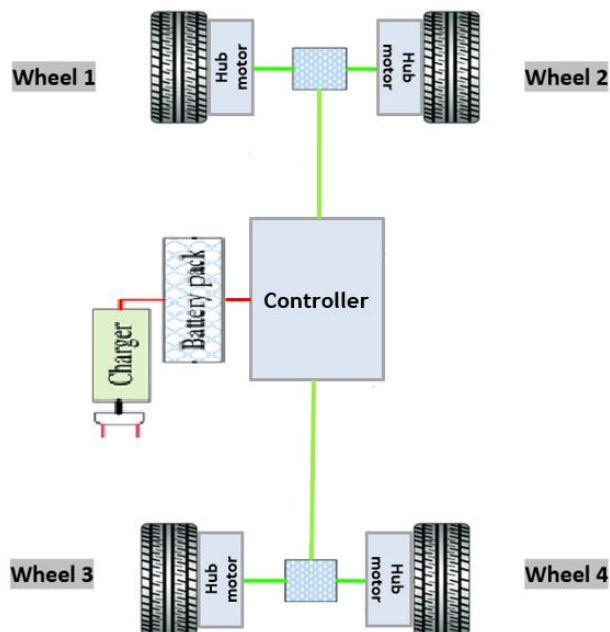 Wheel 1
Hub
motor
Hub
motor
Wheel 2
Battery pack
Controller
Charger
Wheel 3
Hub
motor
Hub
motor
Wheel 4